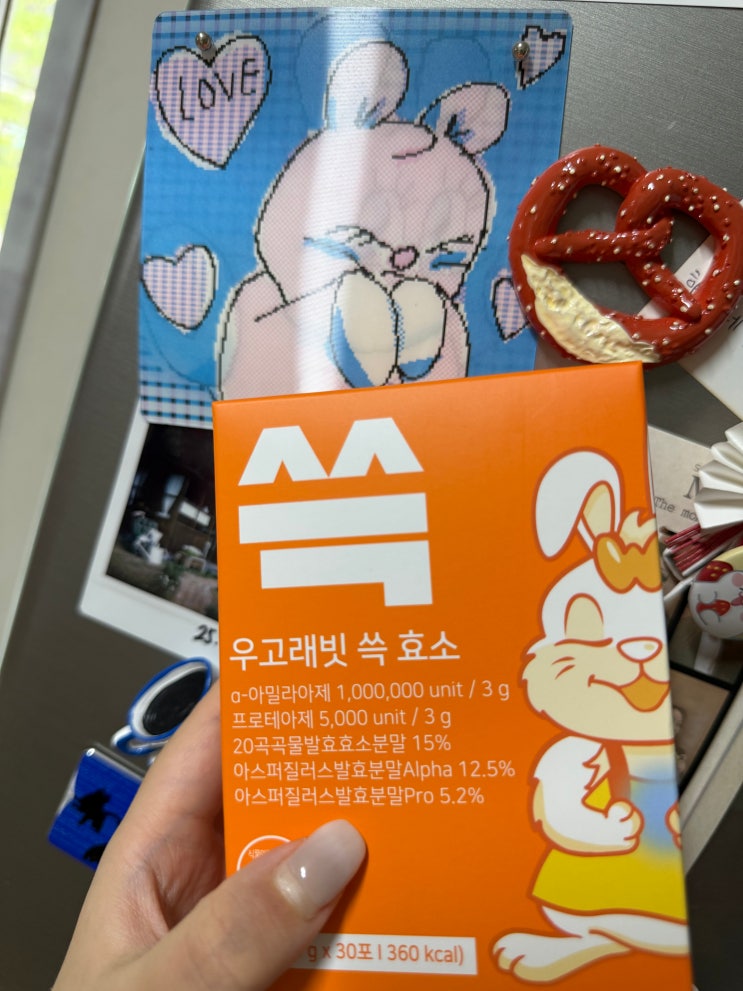 LOVE
쓱
우고래빗 쓱 효소
α-아밀라아제 1,000,000 unit / 3 g
프로테아제 5,000 unit / 3 g
20곡곡물발효효소분말 15%
아스퍼질러스발효분말Alpha 12.5%
아스퍼질러스발효분말Pro 5.2%
g x 30포 l 360 kcal)
25.
The mo